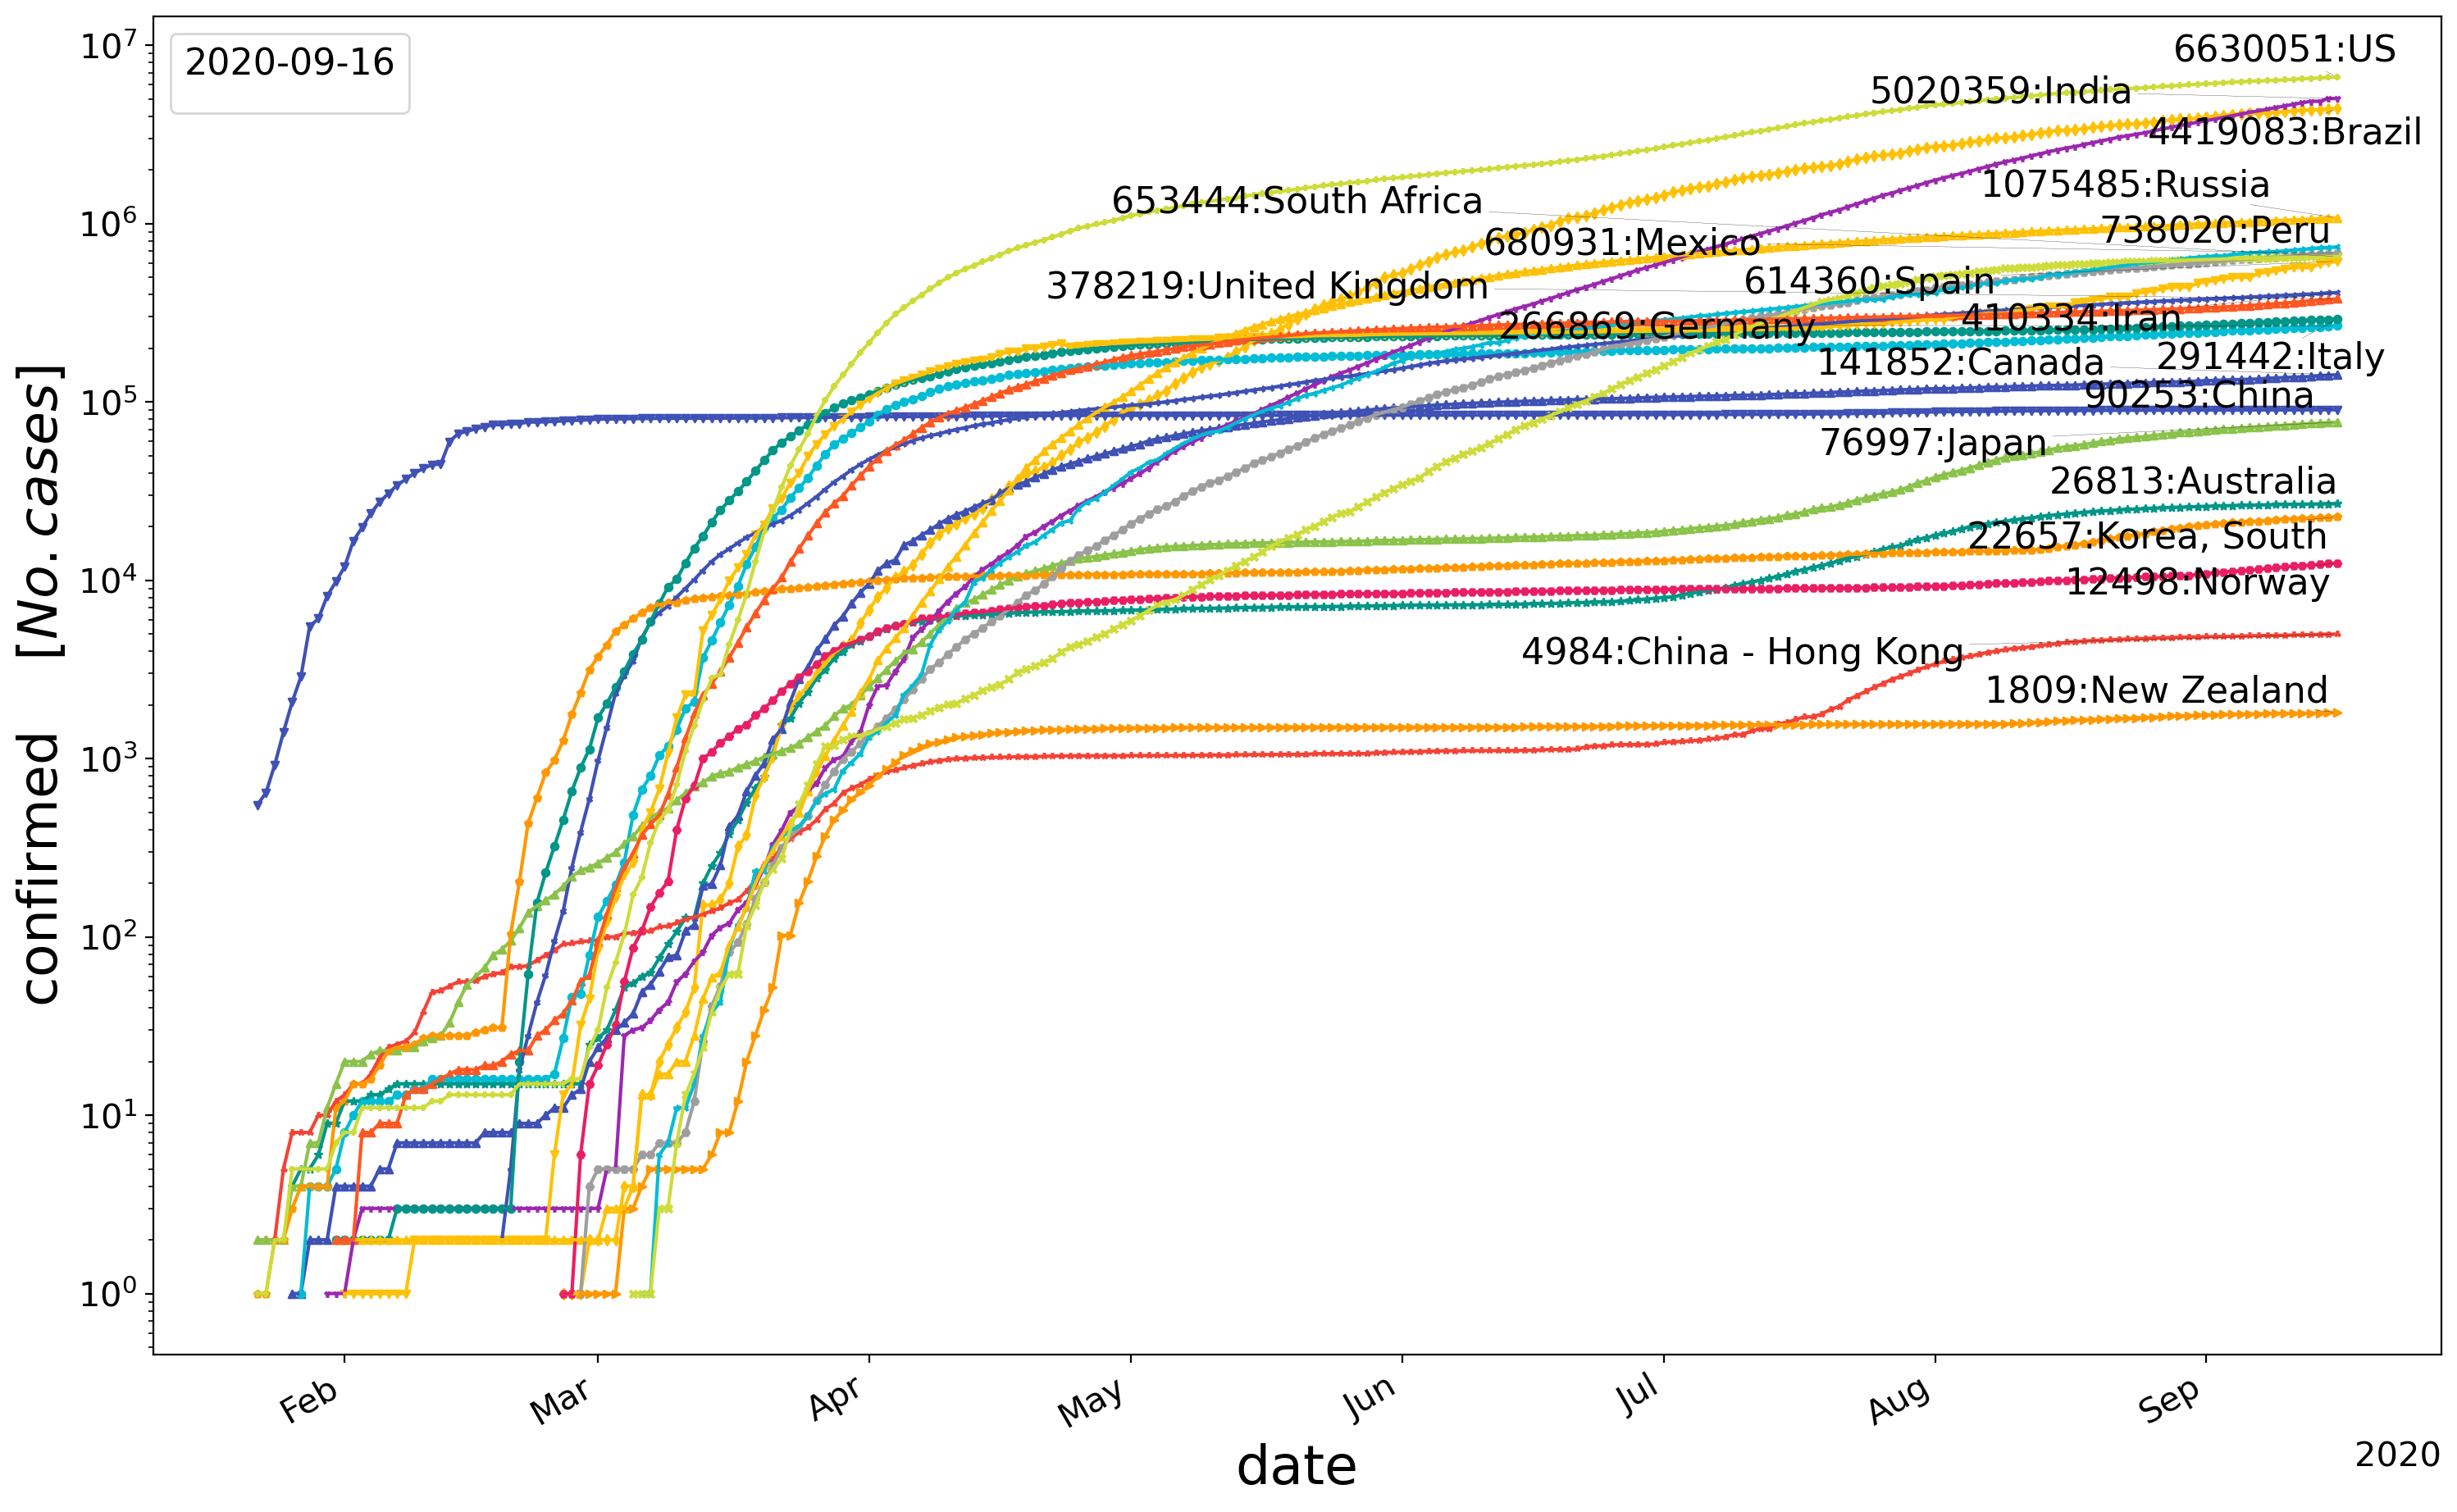 2020-09-16
confirmed [No.cases]
10⁷
10⁶
10⁵
10⁴
10³
10²
10¹
10⁰
6630051:US
5020359:India
4419083:Brazil
1075485:Russia
653444:South Africa
738020:Peru
680931:Mexico
614360:Spain
378219:United Kingdom
410334:Iran
266869:Germany
291442:Italy
141852:Canada
90253:China
76997:Japan
26813:Australia
22657:Korea, South
12498:Norway
4984:China - Hong Kong
1809:New Zealand
Feb
Mar
Apr
May
Jun
Jul
Aug
Sep
2020
date